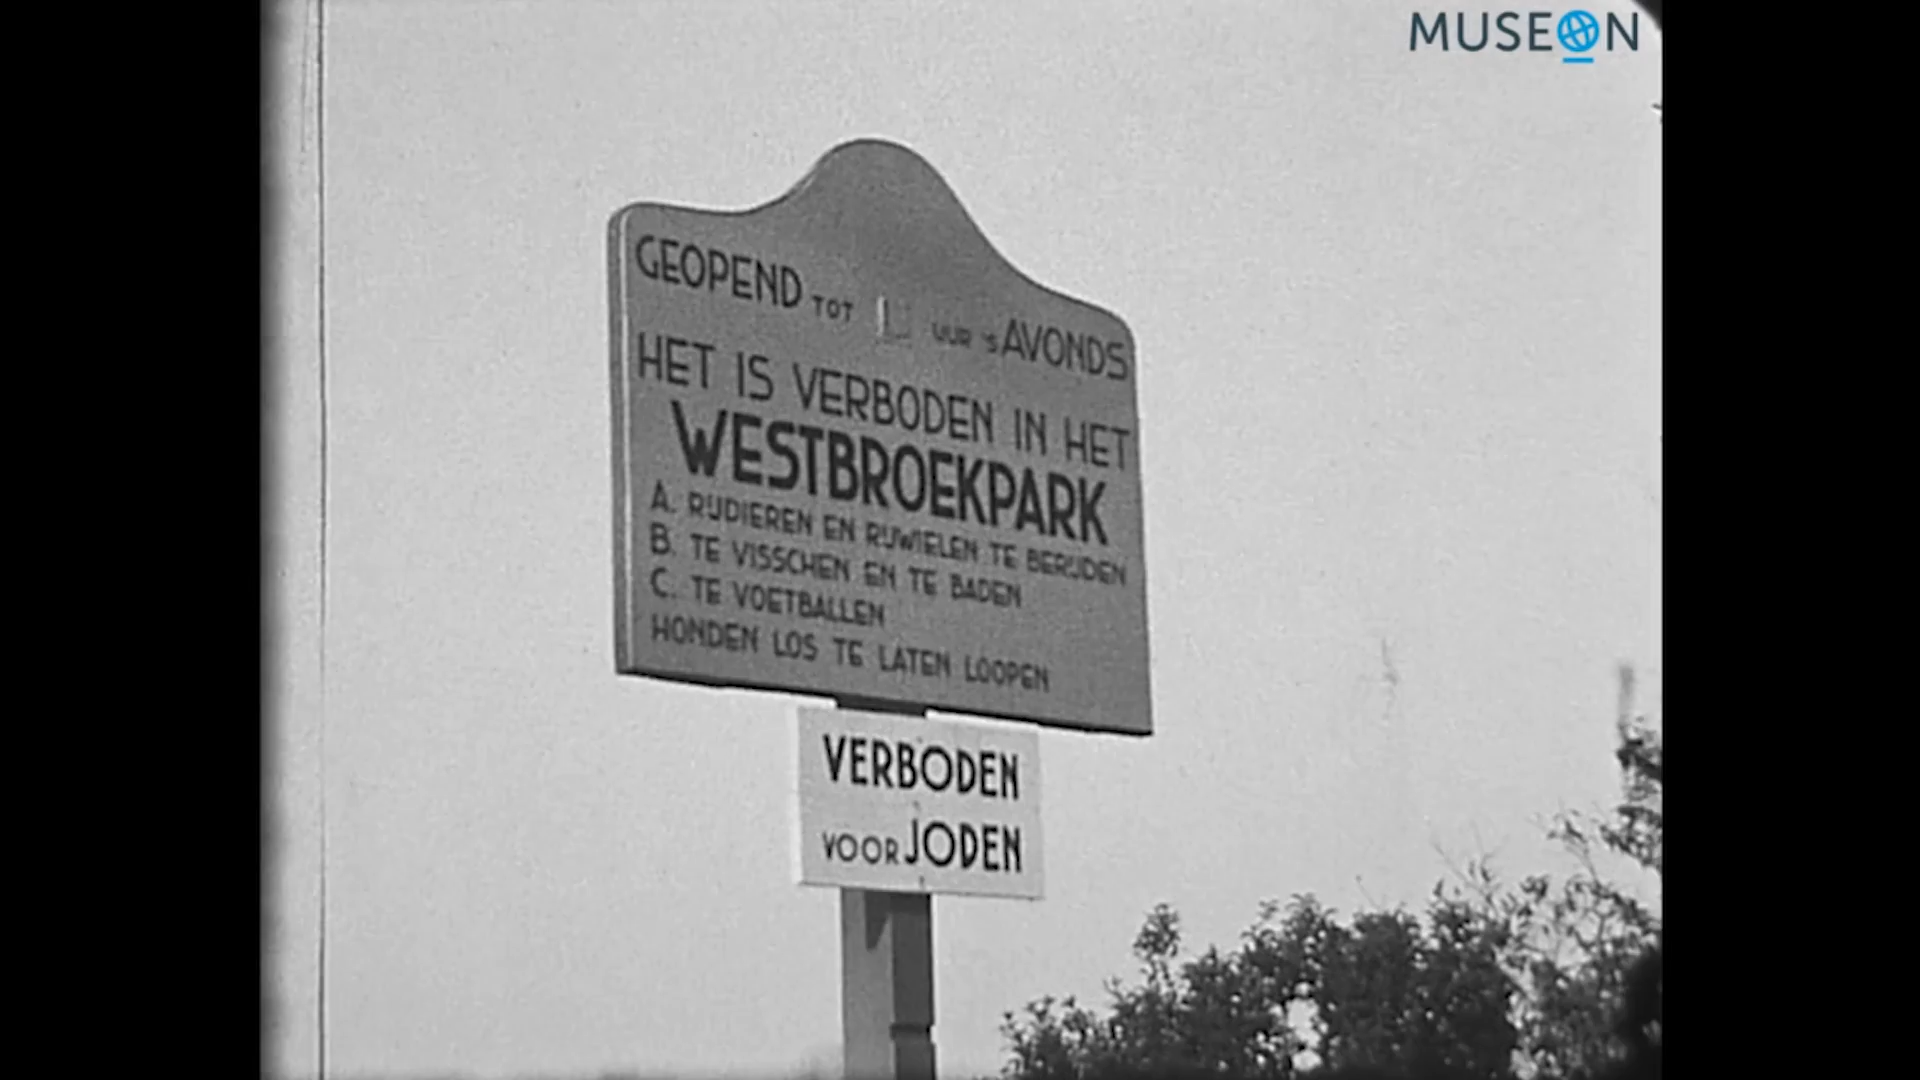 MUSEON
GEOPEND TOT UUR 'S AVONDS
HET IS VERBODEN IN HET
WESTBROEKPARK
A. RIJDIEREN EN RIJWIELEN TE BERIJDEN
B. TE VISSCHEN EN TE BADEN
C. TE VOETBALLEN
HONDEN LOS TE LATEN LOOPEN
VERBODEN
VOOR JODEN